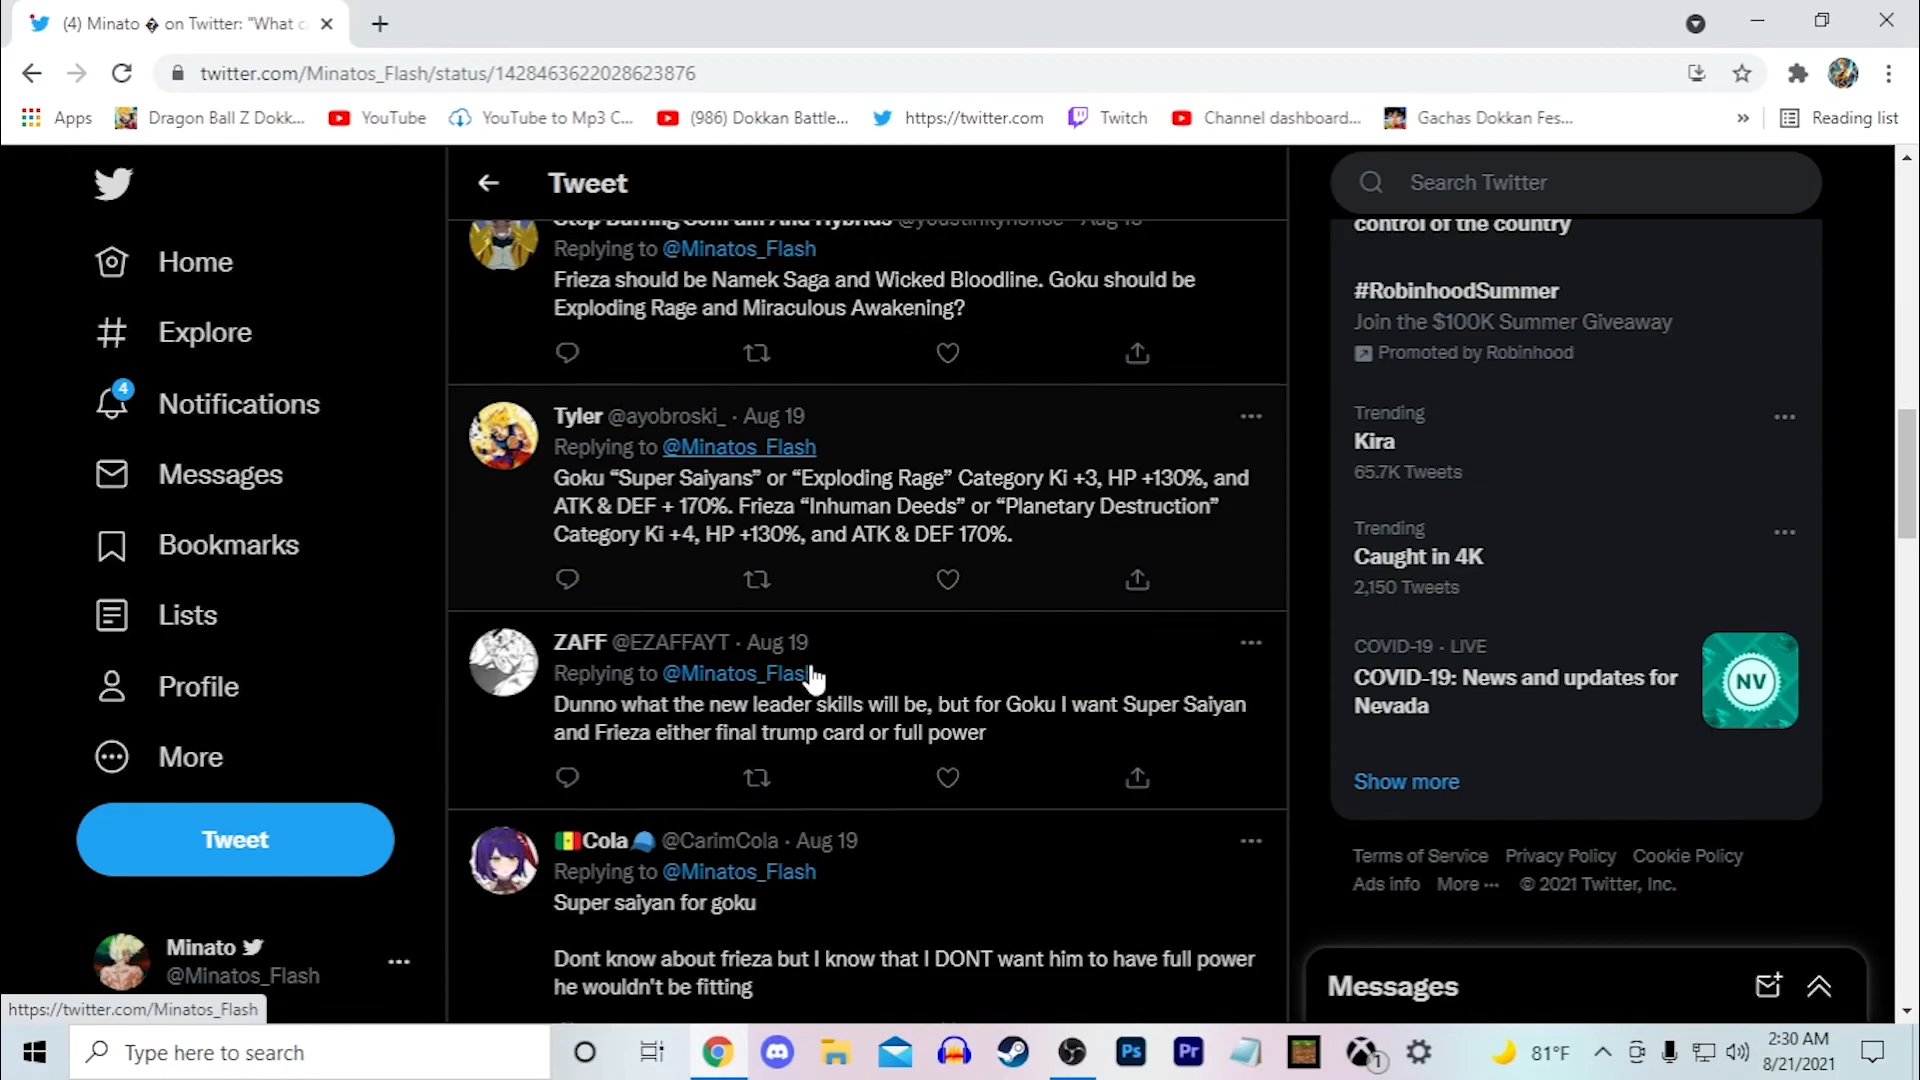 (4) Minato � on Twitter: "What c
twitter.com/Minatos_Flash/status/1428463622028623876
Apps
Dragon Ball Z Dokk...
YouTube
YouTube to Mp3 C...
(986) Dokkan Battle...
https://twitter.com
Twitch
Channel dashboard...
Gachas Dokkan Fes...
»
Reading list
Home
Explore
4
Notifications
Messages
Bookmarks
Lists
Profile
More
Tweet
Minato
@Minatos_Flash
https://twitter.com/Minatos_Flash
Tweet
Replying to @Minatos_Flash
Frieza should be Namek Saga and Wicked Bloodline. Goku should be
Exploding Rage and Miraculous Awakening?
Tyler @ayobroski_ · Aug 19
Replying to @Minatos_Flash
Goku “Super Saiyans” or “Exploding Rage” Category Ki +3, HP +130%, and
ATK & DEF + 170%. Frieza “Inhuman Deeds” or “Planetary Destruction”
Category Ki +4, HP +130%, and ATK & DEF 170%.
ZAFF @EZAFFAYT · Aug 19
Replying to @Minatos_Flash
Dunno what the new leader skills will be, but for Goku I want Super Saiyan
and Frieza either final trump card or full power
Cola @CarimCola · Aug 19
Replying to @Minatos_Flash
Super saiyan for goku
Dont know about frieza but I know that I DONT want him to have full power
he wouldn't be fitting
Search Twitter
control of the country
#RobinhoodSummer
Join the $100K Summer Giveaway
Promoted by Robinhood
Trending
Kira
65.7K Tweets
Trending
Caught in 4K
2,150 Tweets
COVID-19 · LIVE
COVID-19: News and updates for
Nevada
NV
Show more
Terms of Service Privacy Policy Cookie Policy
Ads info More ··· © 2021 Twitter, Inc.
Messages
Type here to search
Ps
Pr
1
81°F
2:30 AM
8/21/2021